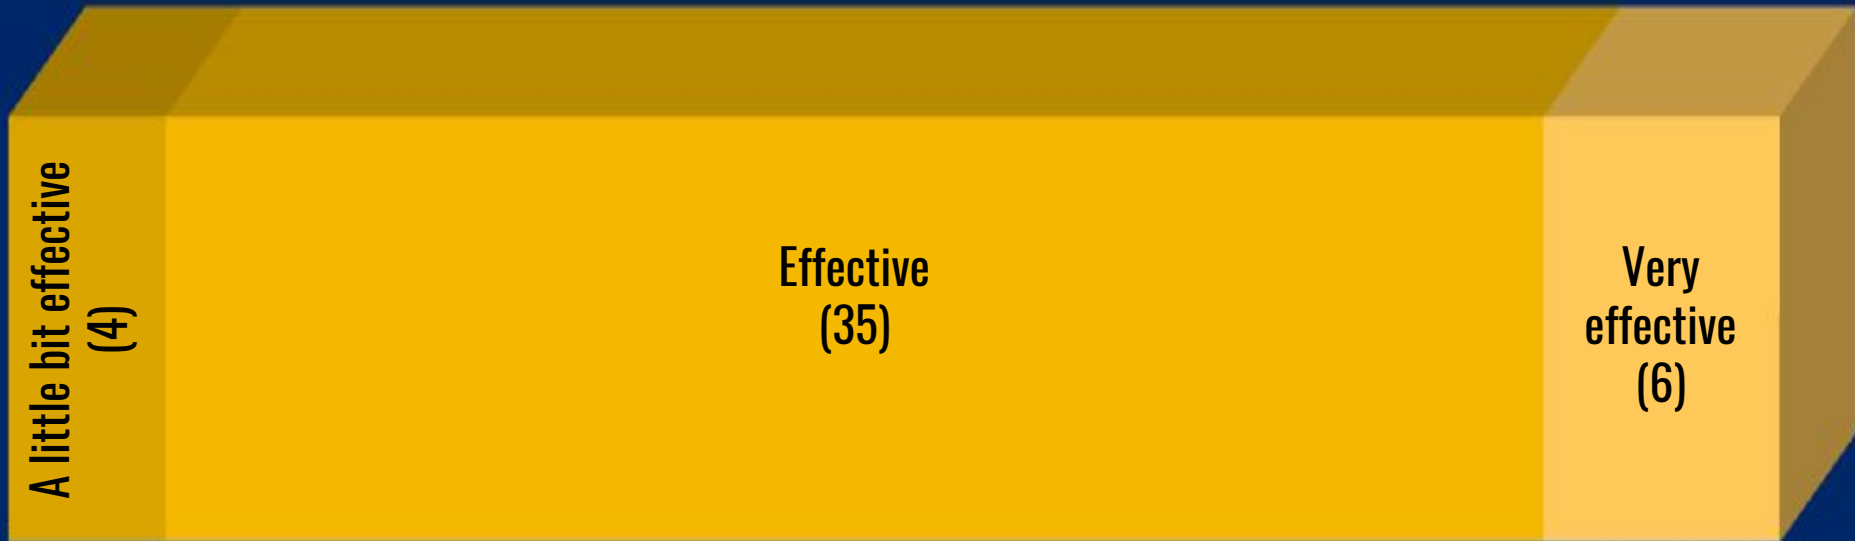 A little bit effective
(4)
Effective
(35)
Very
effective
(6)